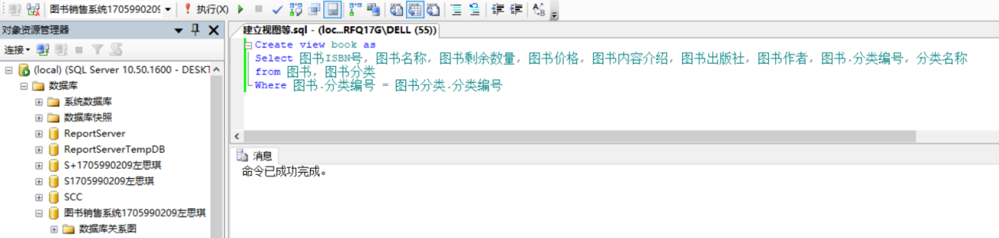 图书销售系统1705990209
执行(X)
对象资源管理器
连接
(local) (SQL Server 10.50.1600 - DESKT
数据库
系统数据库
数据库快照
ReportServer
ReportServerTempDB
S+1705990209左思琪
S1705990209左思琪
SCC
图书销售系统1705990209左思琪
数据库关系图
建立视图等.sql - (loc...RFQ17G\DELL (55))
Create view book as
Select 图书ISBN号, 图书名称, 图书剩余数量, 图书价格, 图书内容介绍, 图书出版社, 图书作者, 图书.分类编号, 分类名称
from 图书, 图书分类
Where 图书.分类编号 = 图书分类.分类编号
消息
命令已成功完成。